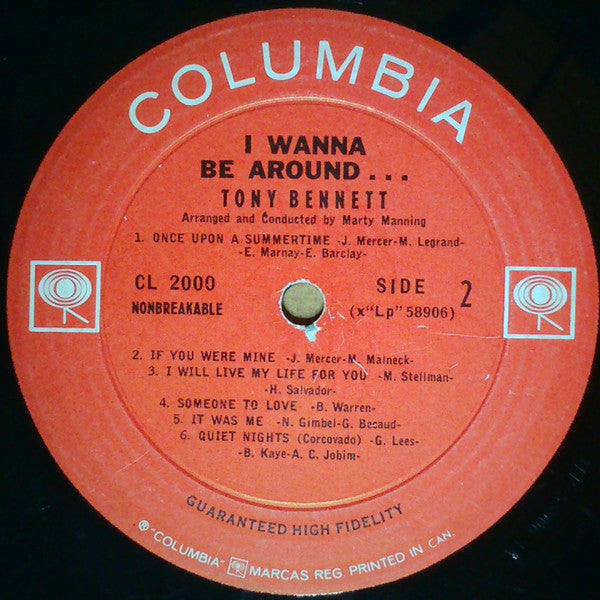 COLUMBIA
I WANNA
BE AROUND...
TONY BENNETT
Arranged and Conducted by Marty Manning
1. ONCE UPON A SUMMERTIME -J. Mercer-M. Legrand-
-E. Marnay-E. Barclay-
CL 2000
NONBREAKABLE
SIDE 2
(x"Lp" 58906)
2. IF YOU WERE MINE -J. Mercer-M. Malneck-
3. I WILL LIVE MY LIFE FOR YOU -M. Stellman-
-H. Salvador-
4. SOMEONE TO LOVE -B. Warren-
5. IT WAS ME -N. Gimbel-G. Becaud-
6. QUIET NIGHTS (Corcovado) -G. Lees-
-B. Kaye-A. C. Jobim-
GUARANTEED HIGH FIDELITY
® "COLUMBIA" MARCAS REG. PRINTED IN CAN.